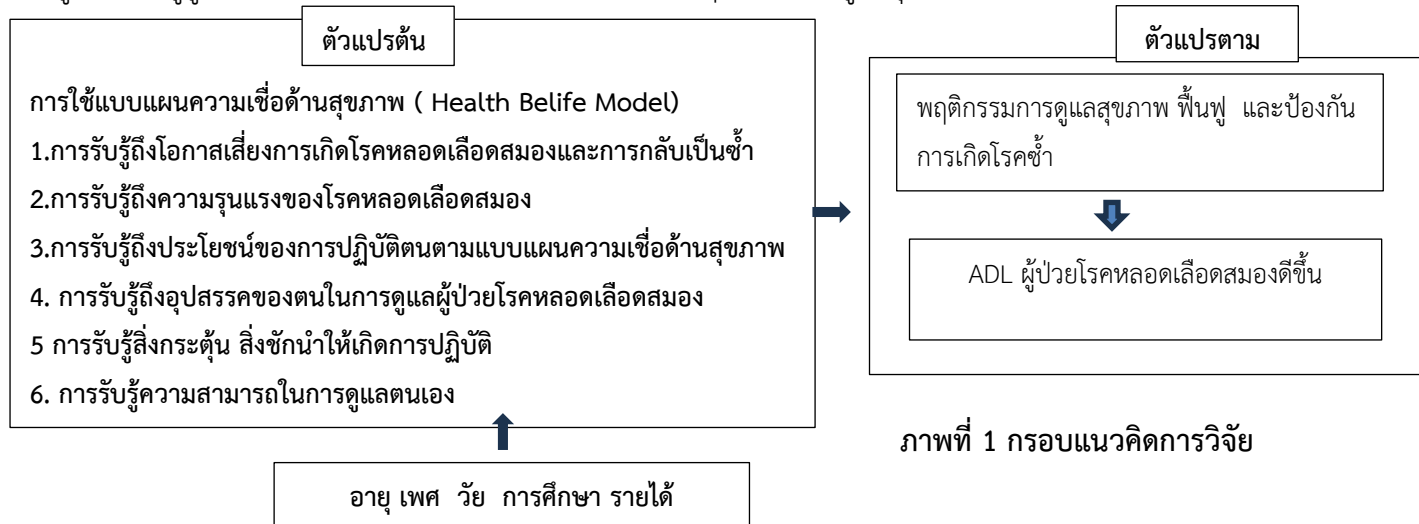 ตัวแปรต้น
การใช้แบบแผนความเชื่อด้านสุขภาพ ( Health Belife Model)
1.การรับรู้ถึงโอกาสเสี่ยงการเกิดโรคหลอดเลือดสมองและการกลับเป็นซ้ำ
2.การรับรู้ถึงความรุนแรงของโรคหลอดเลือดสมอง
3.การรับรู้ถึงประโยชน์ของการปฏิบัติตนตามแบบแผนความเชื่อด้านสุขภาพ
4. การรับรู้ถึงอุปสรรคของตนในการดูแลผู้ป่วยโรคหลอดเลือดสมอง
5 การรับรู้สิ่งกระตุ้น สิ่งชักนำให้เกิดการปฏิบัติ
6. การรับรู้ความสามารถในการดูแลตนเอง
อายุ เพศ วัย การศึกษา รายได้
ตัวแปรตาม
พฤติกรรมการดูแลสุขภาพ ฟื้นฟู และป้องกัน
การเกิดโรคซ้ำ
ADL ผู้ป่วยโรคหลอดเลือดสมองดีขึ้น
ภาพที่ 1 กรอบแนวคิดการวิจัย